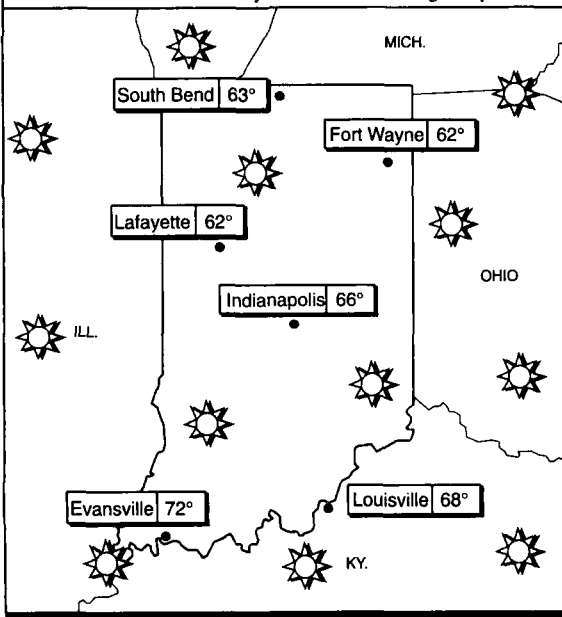 MICH.
South Bend 63°
Fort Wayne 62°
Lafayette 62°
OHIO
Indianapolis 66°
ILL.
Evansville 72°
Louisville 68°
KY.